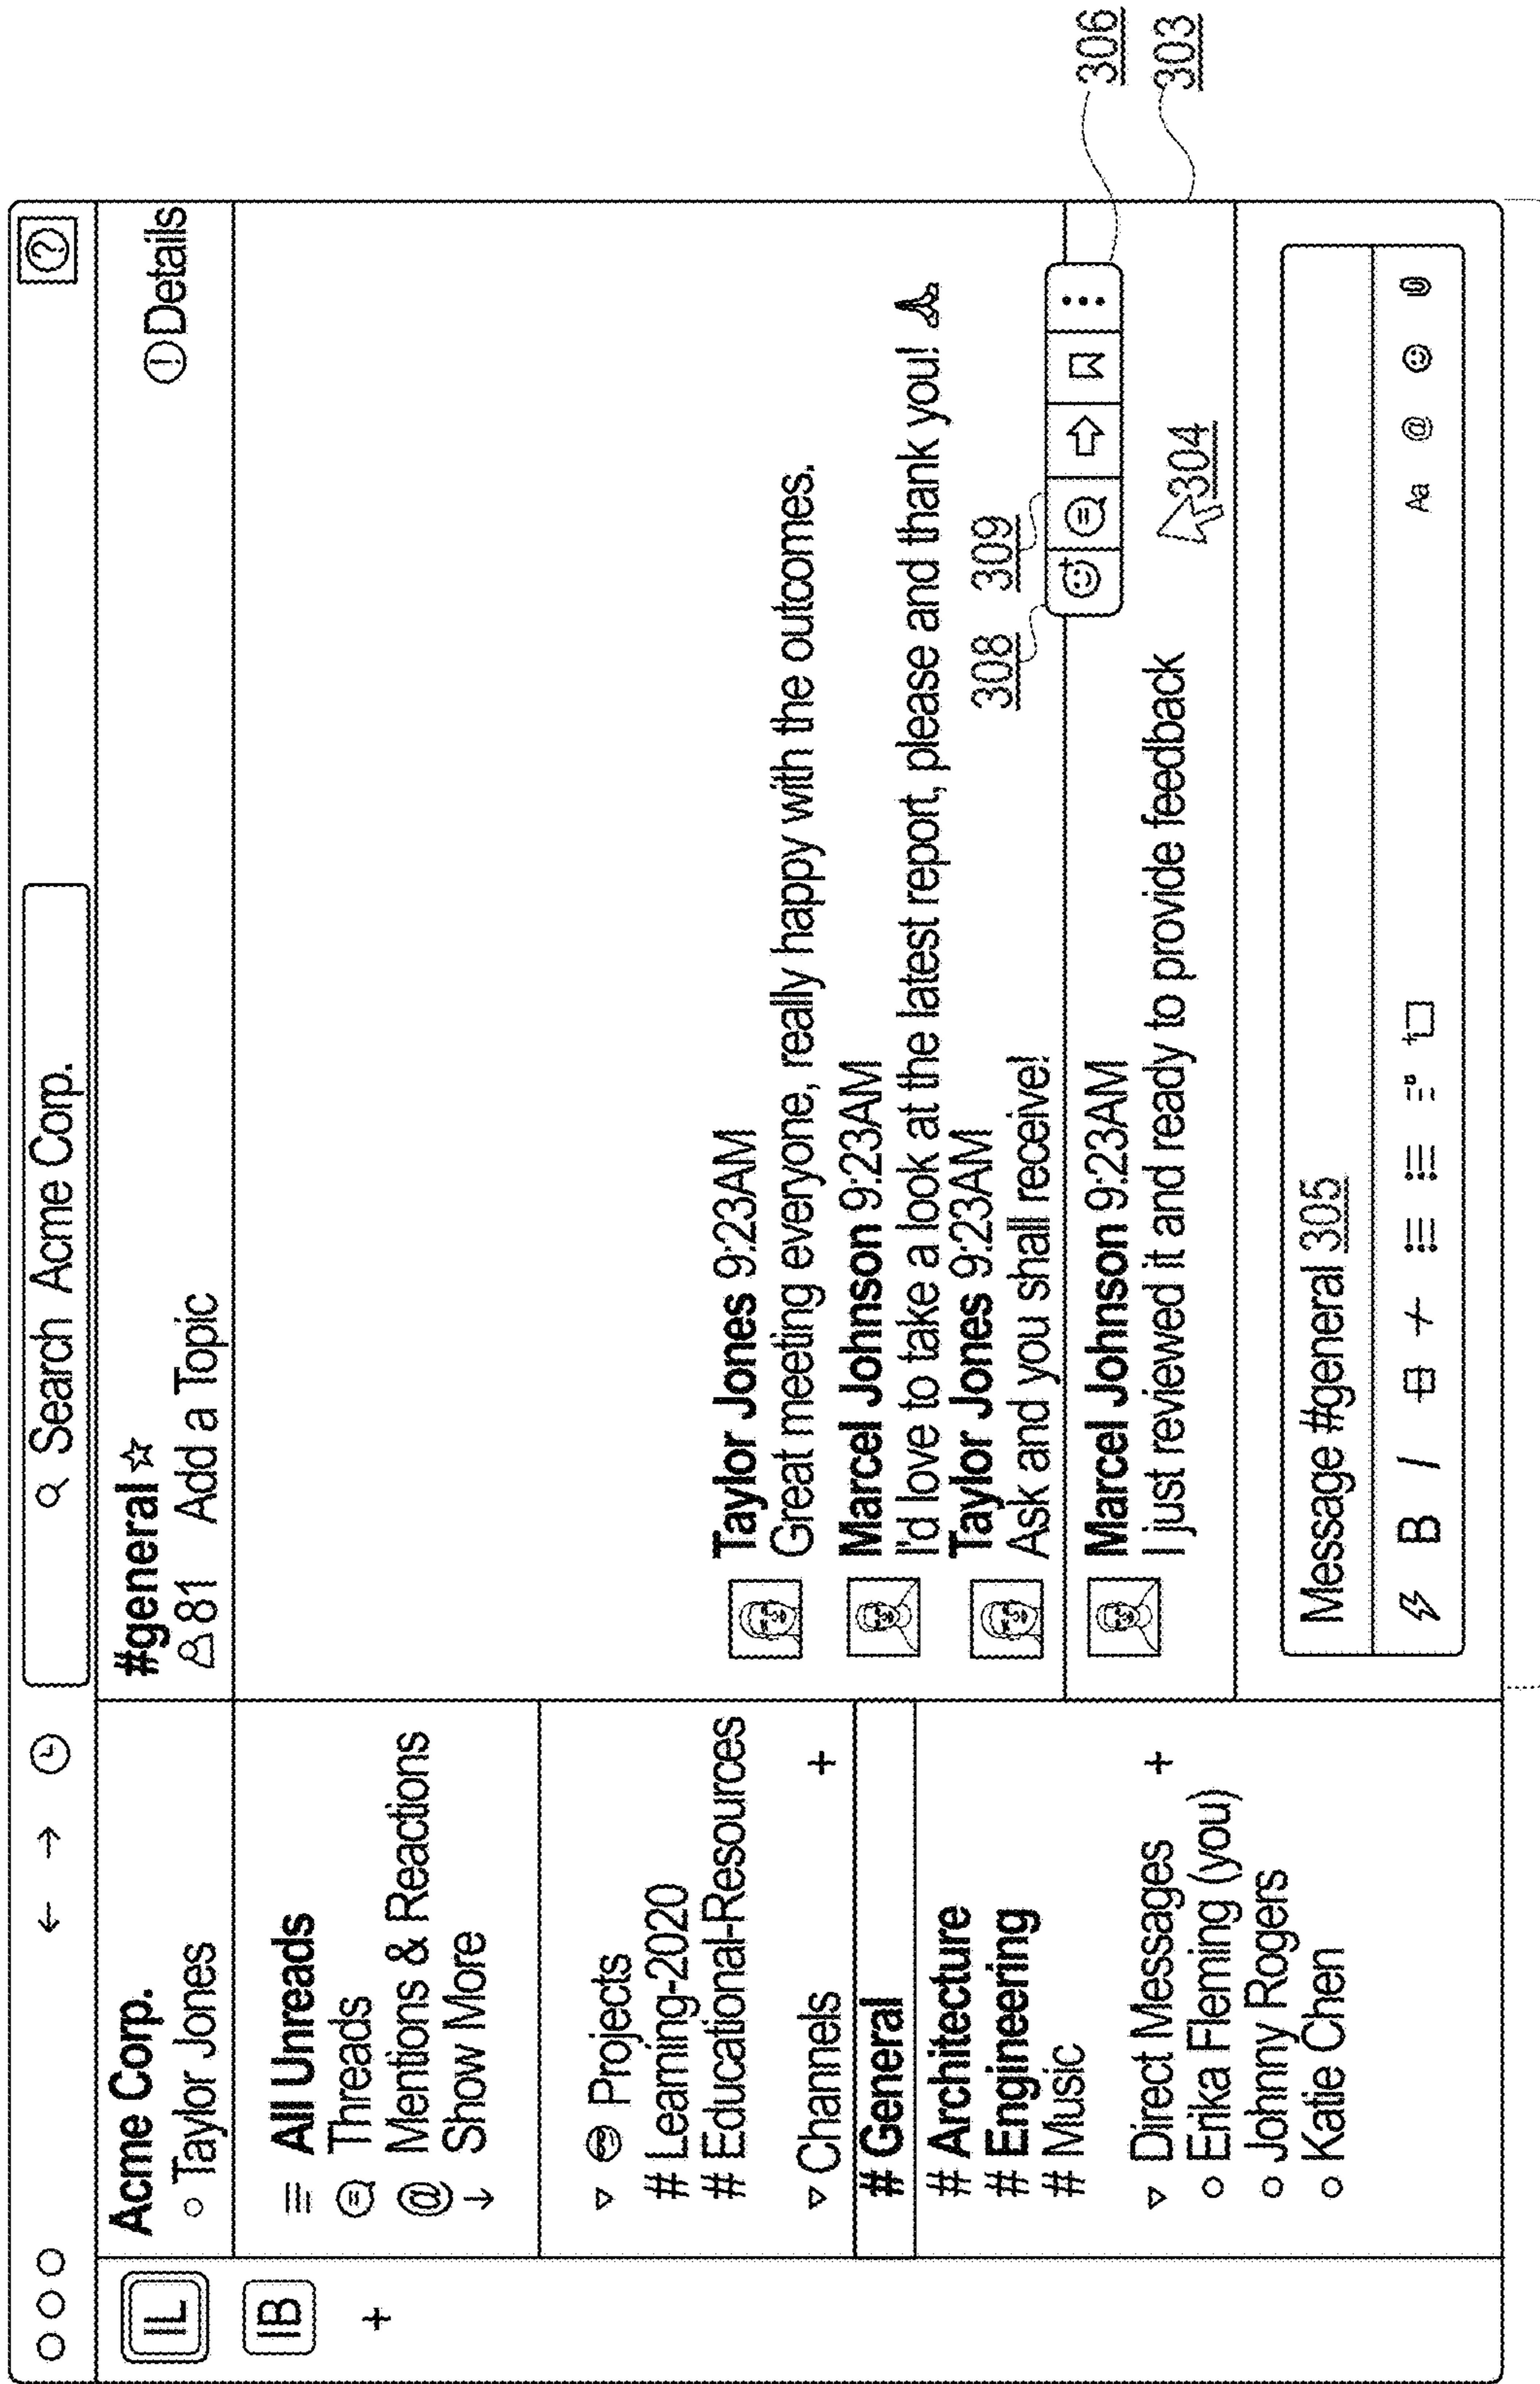 Search Acme Corp.
?
IL
IB
+
Acme Corp.
Taylor Jones
All Unreads
Threads
@ Mentions & Reactions
Show More
Projects
# Learning-2020
# Educational-Resources
Channels +
# General
# Architecture
# Engineering
# Music
Direct Messages +
Erika Fleming (you)
Johnny Rogers
Katie Chen
#general
81 Add a Topic
! Details
Taylor Jones 9:23AM
Great meeting everyone, really happy with the outcomes.
Marcel Johnson 9:23AM
I'd love to take a look at the latest report, please and thank you!
Taylor Jones 9:23AM
Ask and you shall receive!
308 309
306
Marcel Johnson 9:23AM
I just reviewed it and ready to provide feedback
304
303
Message #general 305
B I Aa @